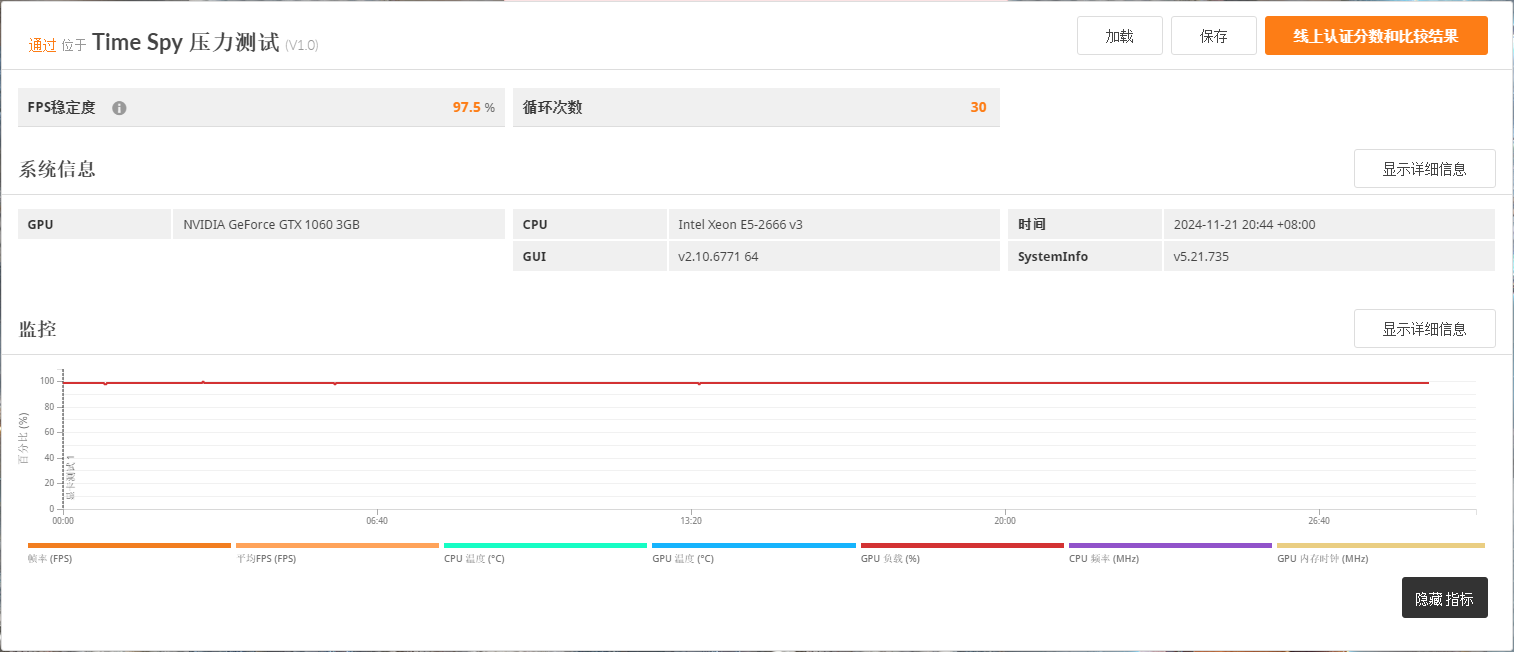 通过 位于 Time Spy 压力测试 (V1.0)
加载
保存
线上认证分数和比较结果
FPS稳定度
97.5 %
循环次数
30
系统信息
显示详细信息
GPU NVIDIA GeForce GTX 1060 3GB
CPU Intel Xeon E5-2666 v3
时间 2024-11-21 20:44 +08:00
GUI v2.10.6771 64
SystemInfo v5.21.735
监控
显示详细信息
百分比 (%)
100
80
60
40
20
0
显卡测试 1
00:00 06:40 13:20 20:00 26:40
帧率 (FPS)
平均FPS (FPS)
CPU 温度 (°C)
GPU 温度 (°C)
GPU 负载 (%)
CPU 频率 (MHz)
GPU 内存时钟 (MHz)
隐藏 指标